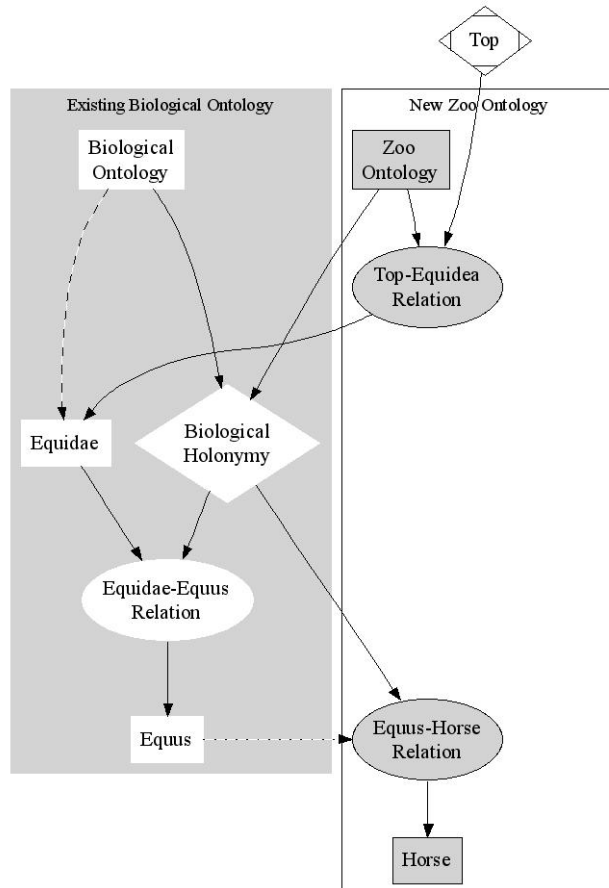 Top
Existing Biological Ontology
New Zoo Ontology
Biological
Ontology
Zoo
Ontology
Top-Equidea
Relation
Equidae
Biological
Holonymy
Equidae-Equus
Relation
Equus
Equus-Horse
Relation
Horse